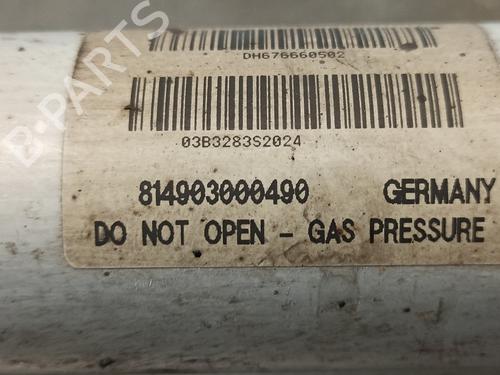 DH676660502
03B3283S2024
814903000490 GERMANY
DO NOT OPEN - GAS PRESSURE
B-PARTS